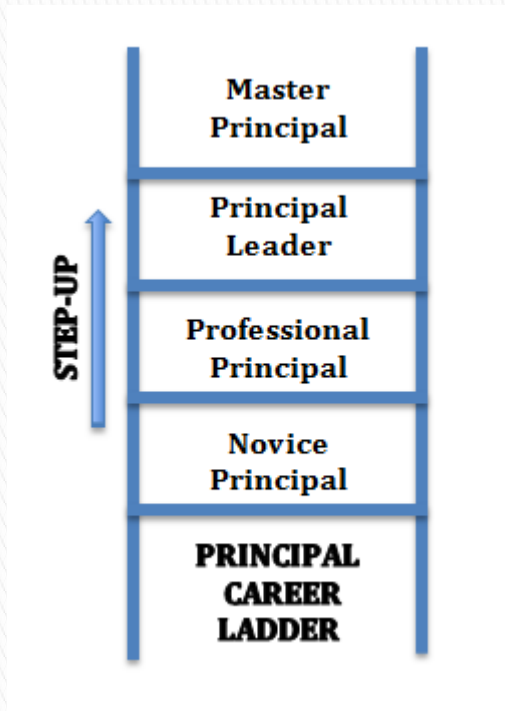 Master
Principal
Principal
Leader
STEP-UP
Professional
Principal
Novice
Principal
PRINCIPAL
CAREER
LADDER